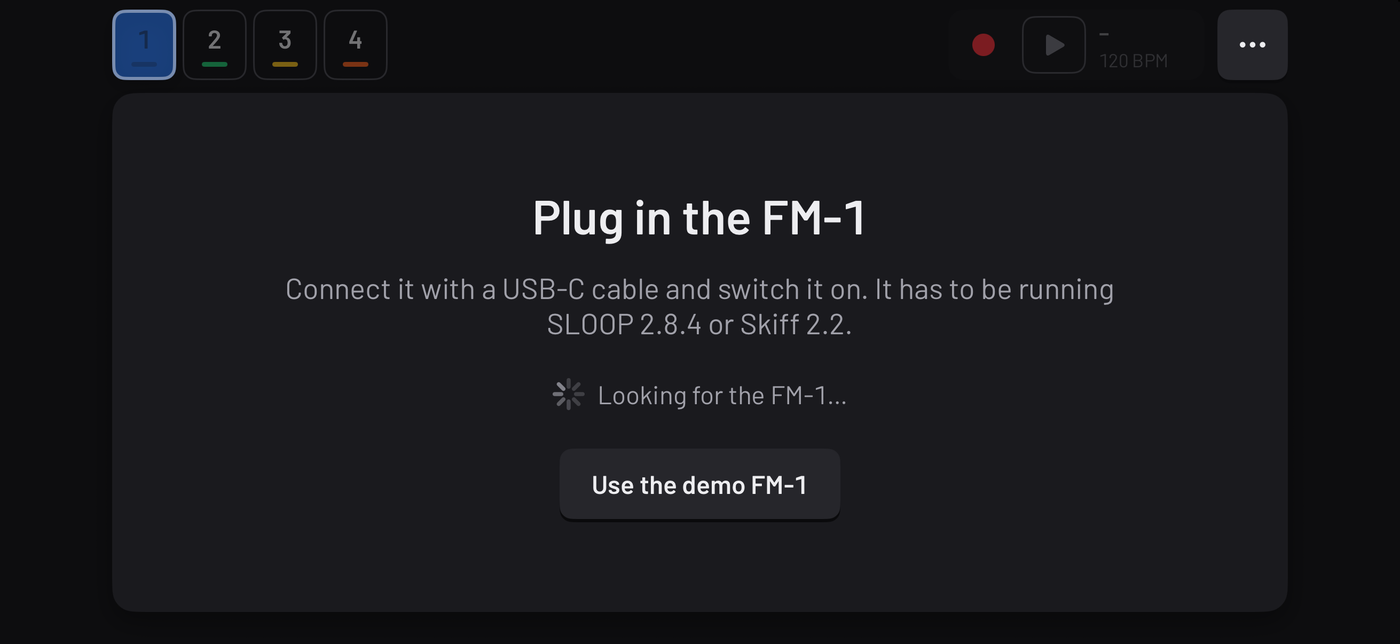 1 2 3 4
–
120 BPM
Plug in the FM-1
Connect it with a USB-C cable and switch it on. It has to be running
SLOOP 2.8.4 or Skiff 2.2.
Looking for the FM-1...
Use the demo FM-1